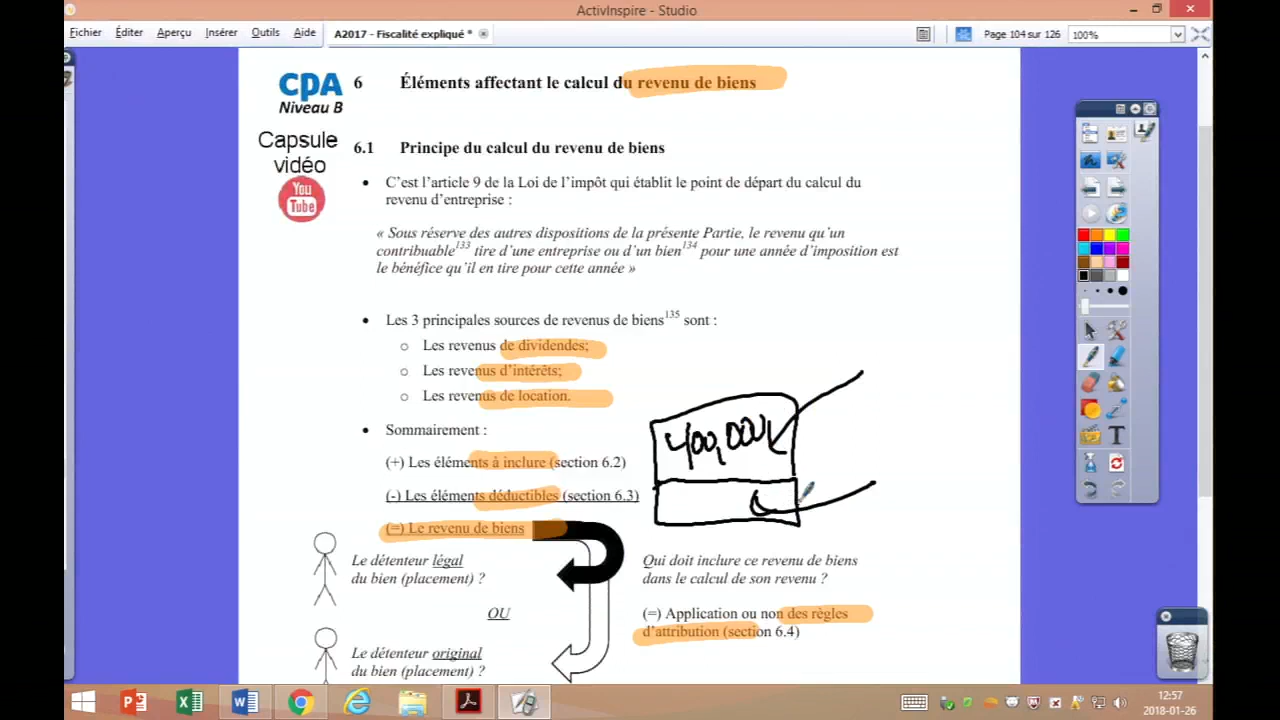 ActivInspire - Studio
Fichier Éditer Aperçu Insérer Outils Aide A2017 - Fiscalité expliqué * Page 104 sur 126 100%
CPA
Niveau B
6 Éléments affectant le calcul du revenu de biens
Capsule
vidéo
You
Tube
6.1 Principe du calcul du revenu de biens
• C'est l'article 9 de la Loi de l'impôt qui établit le point de départ du calcul du
revenu d'entreprise :
« Sous réserve des autres dispositions de la présente Partie, le revenu qu'un
contribuable133 tire d'une entreprise ou d'un bien134 pour une année d'imposition est
le bénéfice qu'il en tire pour cette année »
• Les 3 principales sources de revenus de biens135 sont :
o Les revenus de dividendes;
o Les revenus d'intérêts;
o Les revenus de location.
400,000
• Sommairement :
(+) Les éléments à inclure (section 6.2)
(-) Les éléments déductibles (section 6.3)
(=) Le revenu de biens
Le détenteur légal
du bien (placement) ?
Qui doit inclure ce revenu de biens
dans le calcul de son revenu ?
OU
(=) Application ou non des règles
d'attribution (section 6.4)
Le détenteur original
du bien (placement) ?
12:57
2018-01-26